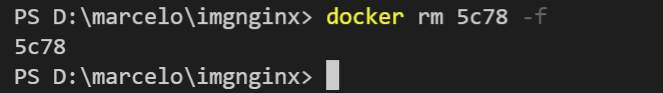 PS D:\marcelo\imgnginx> docker rm 5c78 -f
5c78
PS D:\marcelo\imgnginx>